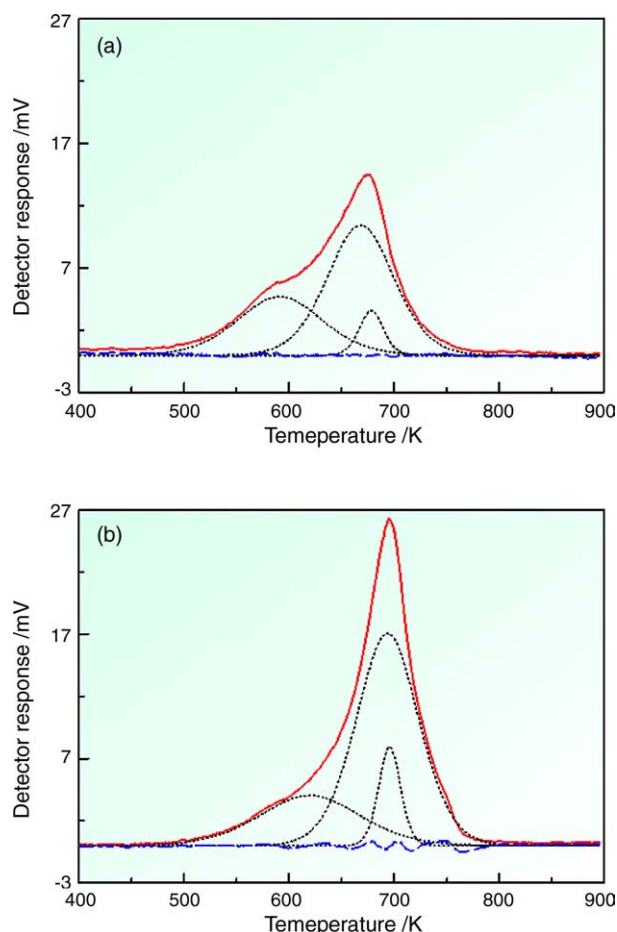 27
(a)
17
Detector response /mV
7
-3
400 500 600 700 800 900
Temeperature /K
27
(b)
17
Detector response /mV
7
-3
400 500 600 700 800 900
Temeperature /K